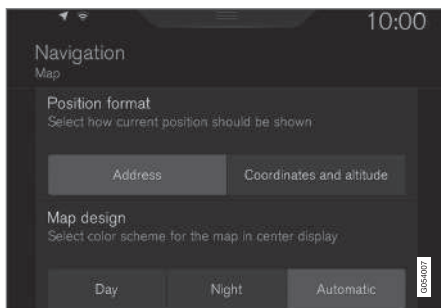 10:00
Navigation
Map
Position format
Select how current position should be shown
Address Coordinates and altitude
Map design
Select color scheme for the map in center display
Day Night Automatic
G054007